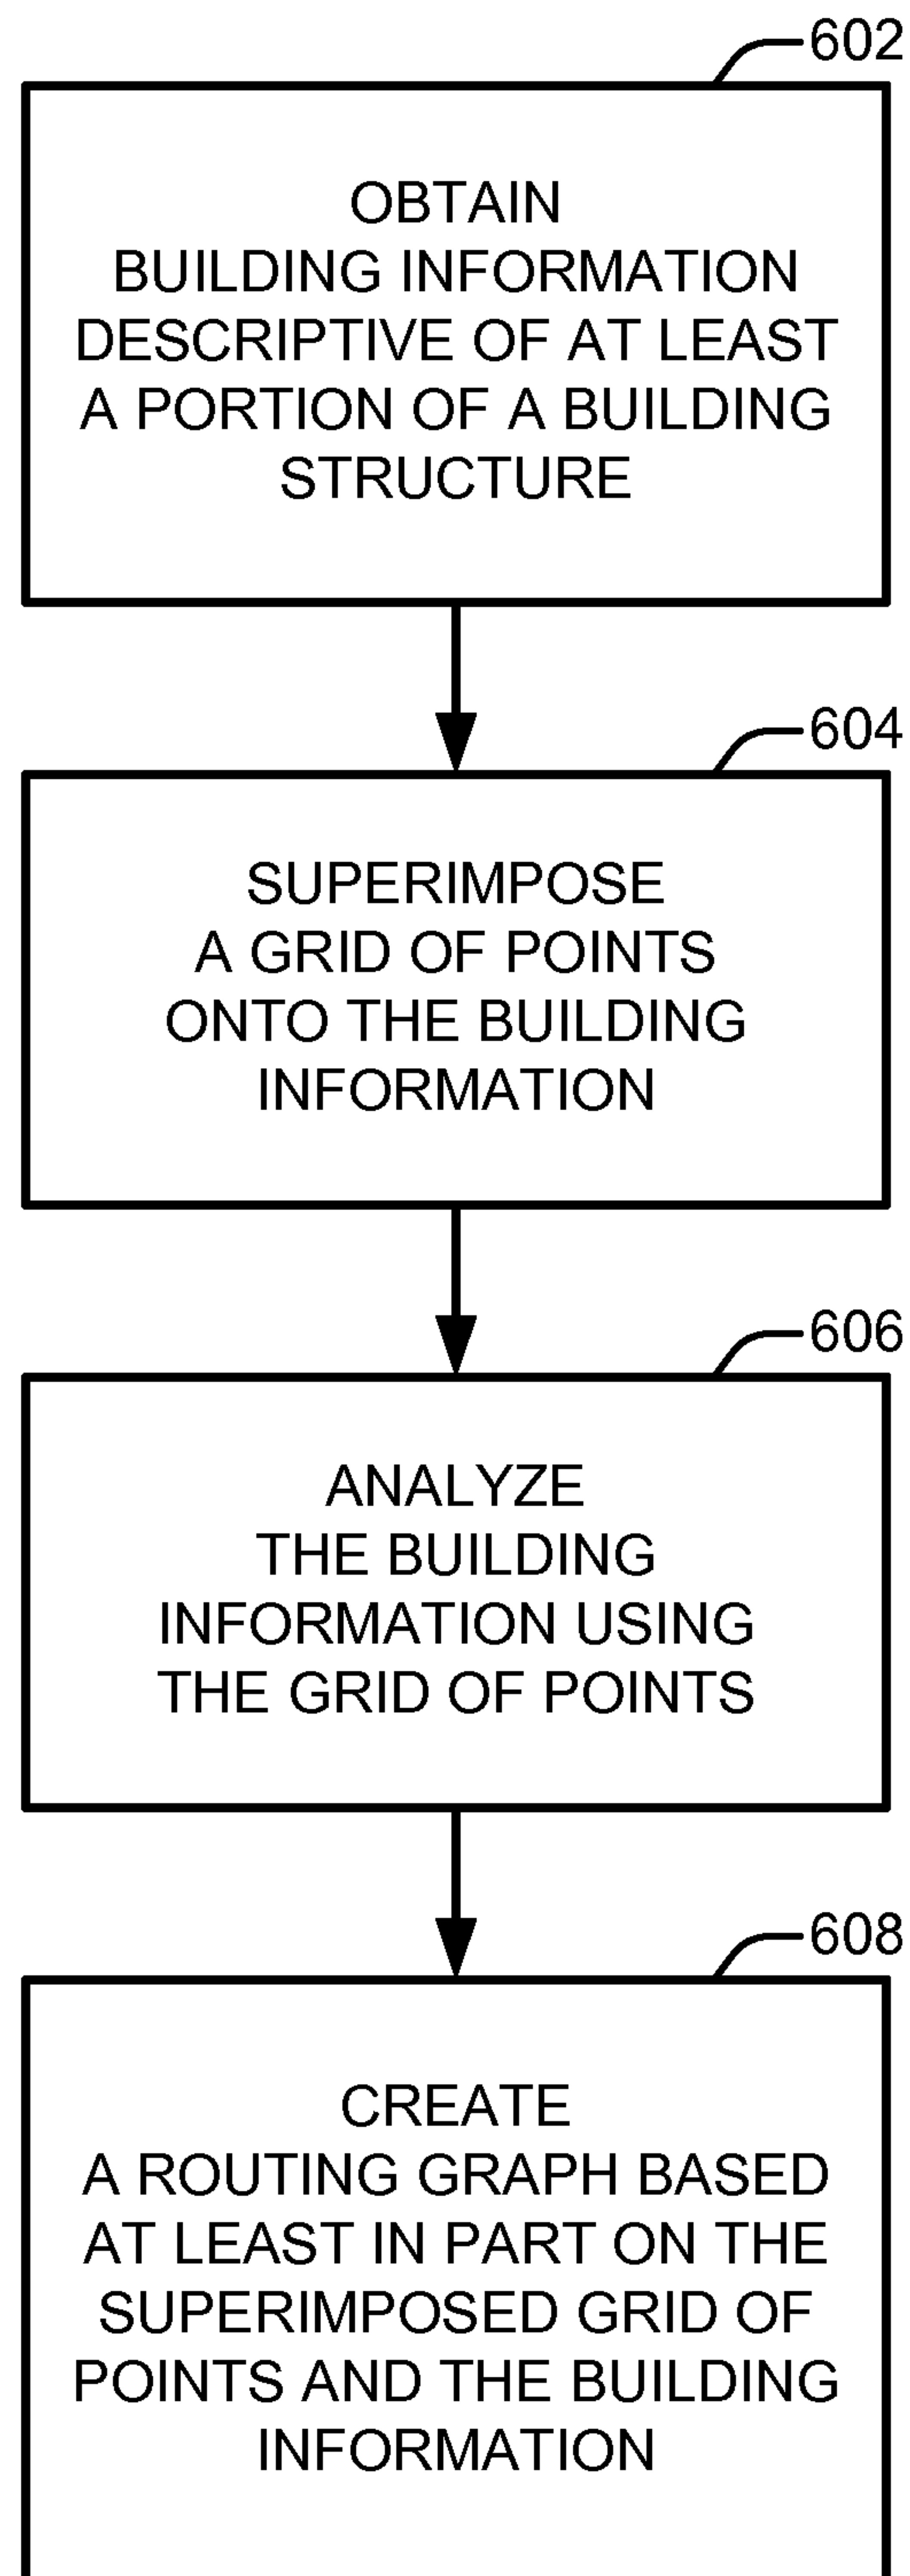 602
OBTAIN
BUILDING INFORMATION
DESCRIPTIVE OF AT LEAST
A PORTION OF A BUILDING
STRUCTURE
604
SUPERIMPOSE
A GRID OF POINTS
ONTO THE BUILDING
INFORMATION
606
ANALYZE
THE BUILDING
INFORMATION USING
THE GRID OF POINTS
608
CREATE
A ROUTING GRAPH BASED
AT LEAST IN PART ON THE
SUPERIMPOSED GRID OF
POINTS AND THE BUILDING
INFORMATION